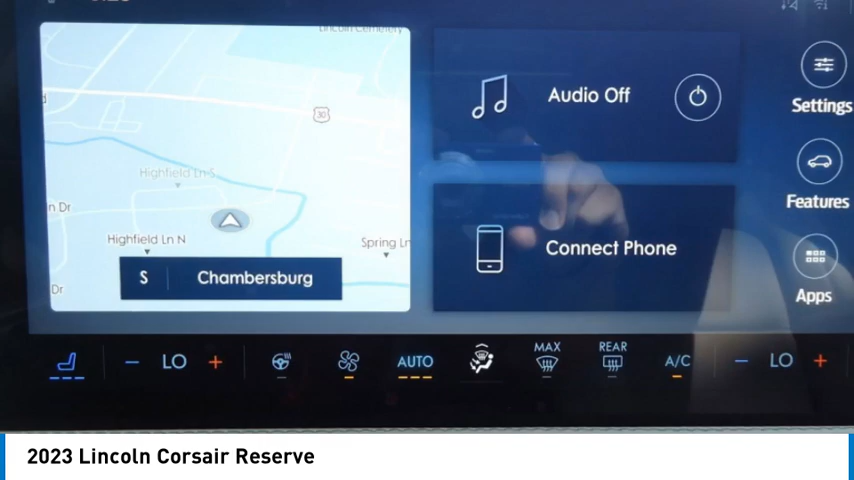 Lincoln Cemetery
Audio Off
Settings
30
Highfield Ln S
Features
n Dr
Highfield Ln N
Spring Ln
Connect Phone
S Chambersburg
Dr
Apps
− LO +
AUTO
MAX
REAR
A/C
− LO +
2023 Lincoln Corsair Reserve